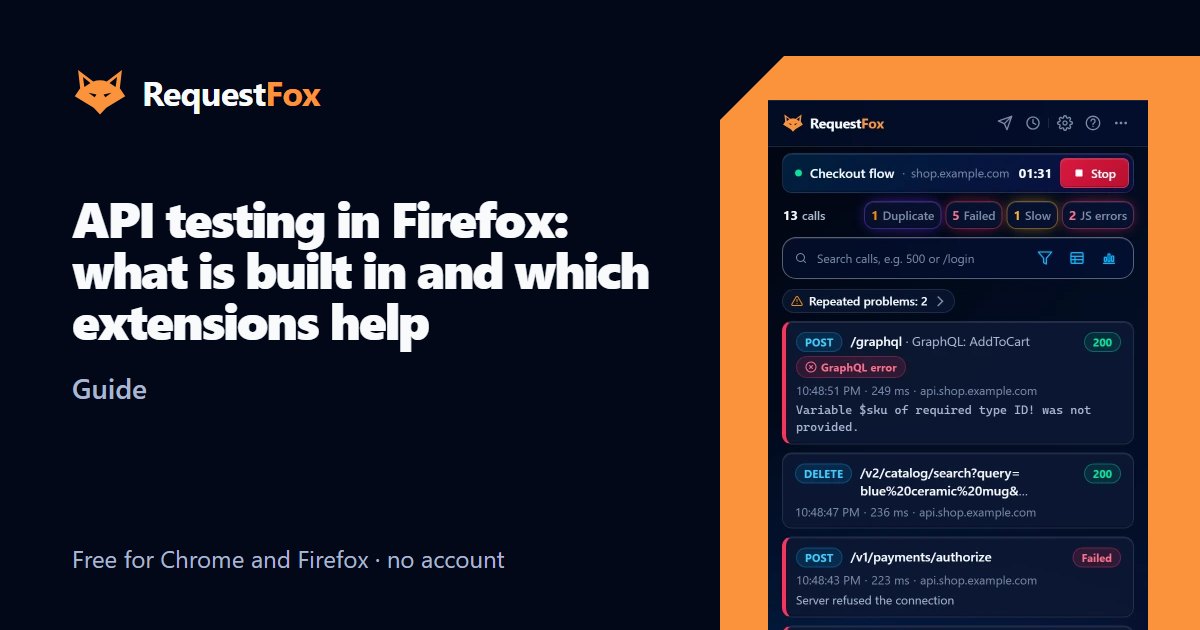 RequestFox
API testing in Firefox:
what is built in and which
extensions help
Guide
Free for Chrome and Firefox · no account
RequestFox
Checkout flow · shop.example.com 01:31 Stop
13 calls 1 Duplicate 5 Failed 1 Slow 2 JS errors
Search calls, e.g. 500 or /login
Repeated problems: 2
POST /graphql · GraphQL: AddToCart 200
GraphQL error
10:48:51 PM · 249 ms · api.shop.example.com
Variable $sku of required type ID! was not
provided.
DELETE /v2/catalog/search?query= 200
blue%20ceramic%20mug&...
10:48:47 PM · 236 ms · api.shop.example.com
POST /v1/payments/authorize Failed
10:48:43 PM · 223 ms · api.shop.example.com
Server refused the connection